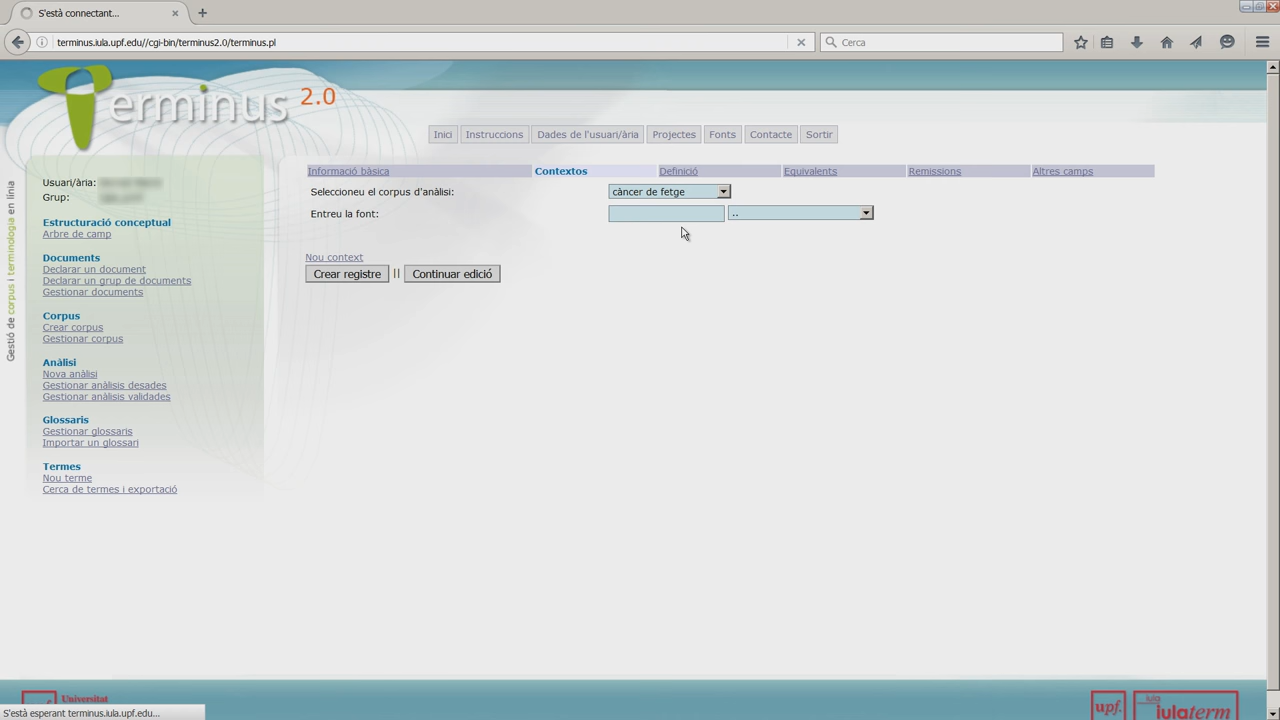 S'està connectant...
terminus.iula.upf.edu//cgi-bin/terminus2.0/terminus.pl
Cerca
Terminus 2.0
Inici Instruccions Dades de l'usuari/ària Projectes Fonts Contacte Sortir
Gestió de corpus i terminologia en línia
Usuari/ària:
Grup:
Estructuració conceptual
Arbre de camp
Documents
Declarar un document
Declarar un grup de documents
Gestionar documents
Corpus
Crear corpus
Gestionar corpus
Anàlisi
Nova anàlisi
Gestionar anàlisis desades
Gestionar anàlisis validades
Glossaris
Gestionar glossaris
Importar un glossari
Termes
Nou terme
Cerca de termes i exportació
Informació bàsica Contextos Definició Equivalents Remissions Altres camps
Seleccioneu el corpus d'anàlisi: càncer de fetge
Entreu la font: ..
Nou context
Crear registre || Continuar edició
upf. Universitat
upf. iula
iulaterm
S'està esperant terminus.iula.upf.edu...